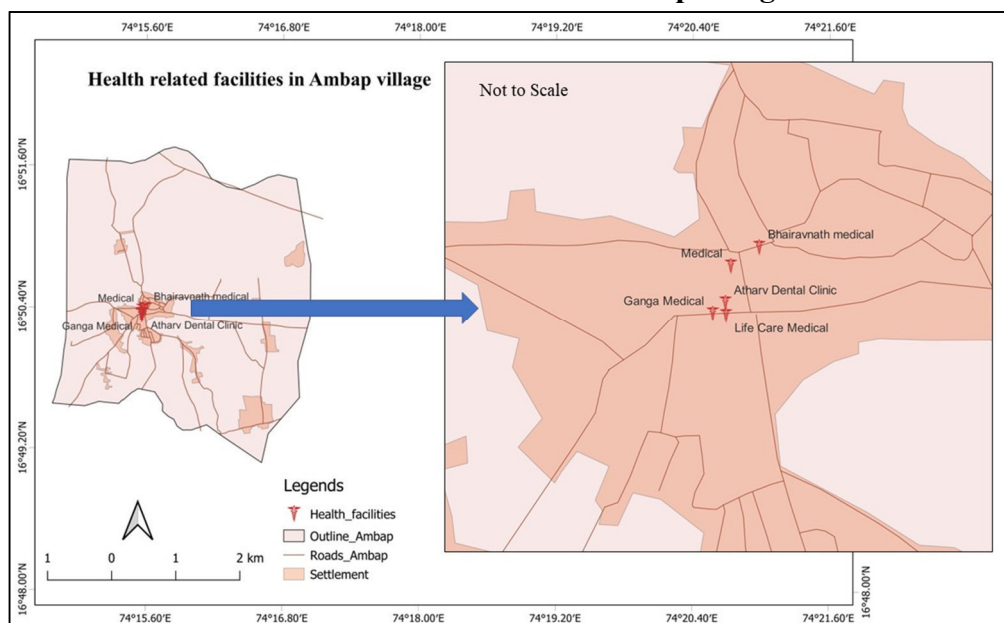 74°15.60'E 74°16.80'E 74°18.00'E 74°19.20'E 74°20.40'E 74°21.60'E
Health related facilities in Ambap village
Not to Scale
16°51.60'N
16°50.40'N
16°49.20'N
16°48.00'N
Medical
Bhairavnath medical
Ganga Medical
Atharv Dental Clinic
Bhairavnath medical
Medical
Atharv Dental Clinic
Ganga Medical
Life Care Medical
Legends
Health_facilities
Outline_Ambap
Roads_Ambap
Settlement
1 0 1 2 km
16°48.00'N
74°15.60'E 74°16.80'E 74°18.00'E 74°19.20'E 74°20.40'E 74°21.60'E